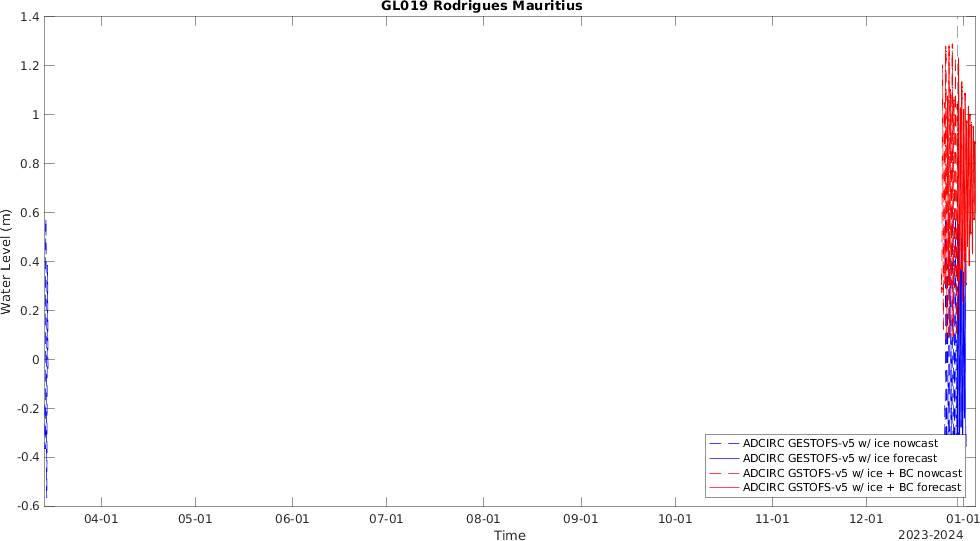 GL019 Rodrigues Mauritius
1.4
1.2
1
0.8
0.6
0.4
0.2
0
-0.2
-0.4
-0.6
Water Level (m)
ADCIRC GESTOFS-v5 w/ ice nowcast
ADCIRC GESTOFS-v5 w/ ice forecast
ADCIRC GSTOFS-v5 w/ ice + BC nowcast
ADCIRC GSTOFS-v5 w/ ice + BC forecast
04-01 05-01 06-01 07-01 08-01 09-01 10-01 11-01 12-01 01-01
Time
2023-2024